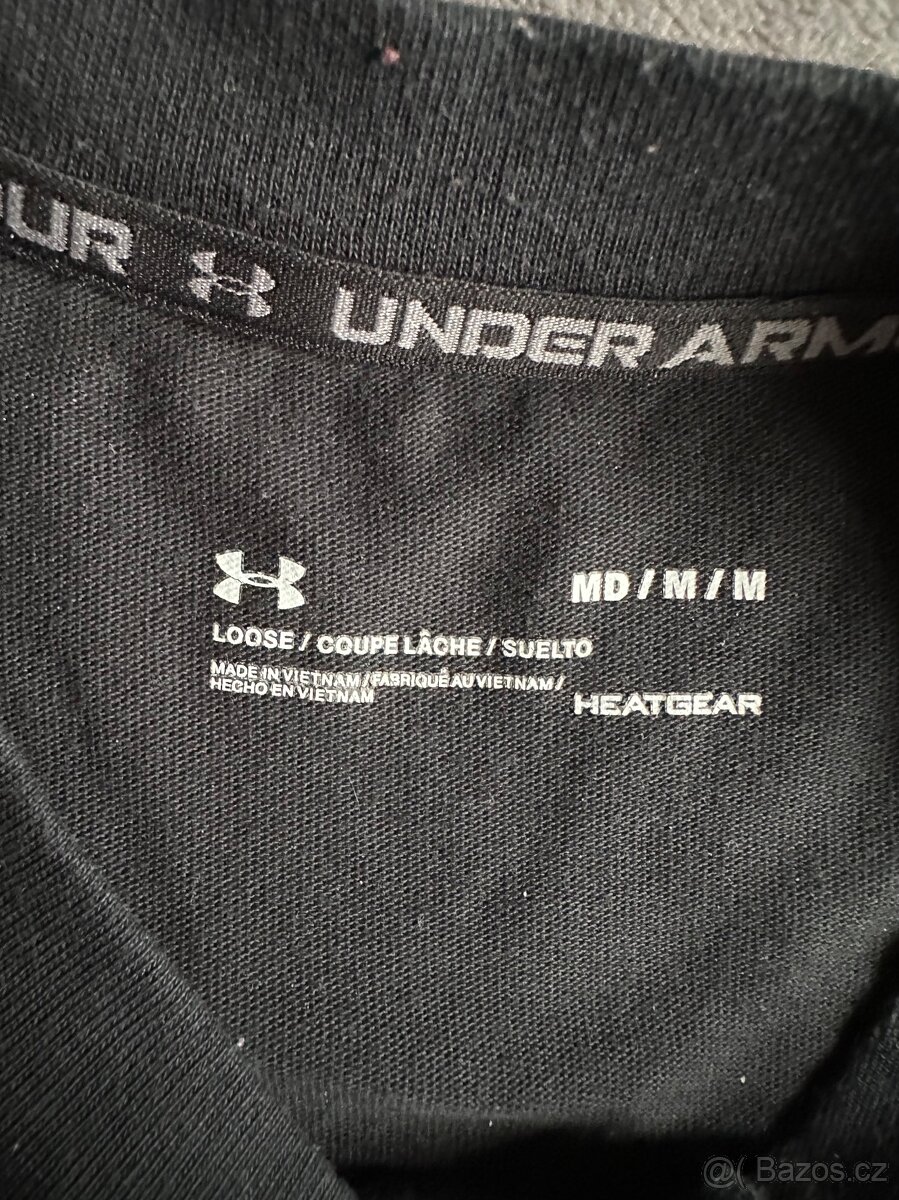 OUR UNDER ARMO
MD / M / M
LOOSE / COUPE LÂCHE / SUELTO
MADE IN VIETNAM / FABRIQUÉ AU VIETNAM /
HECHO EN VIETNAM
HEATGEAR
@( Bazos.cz